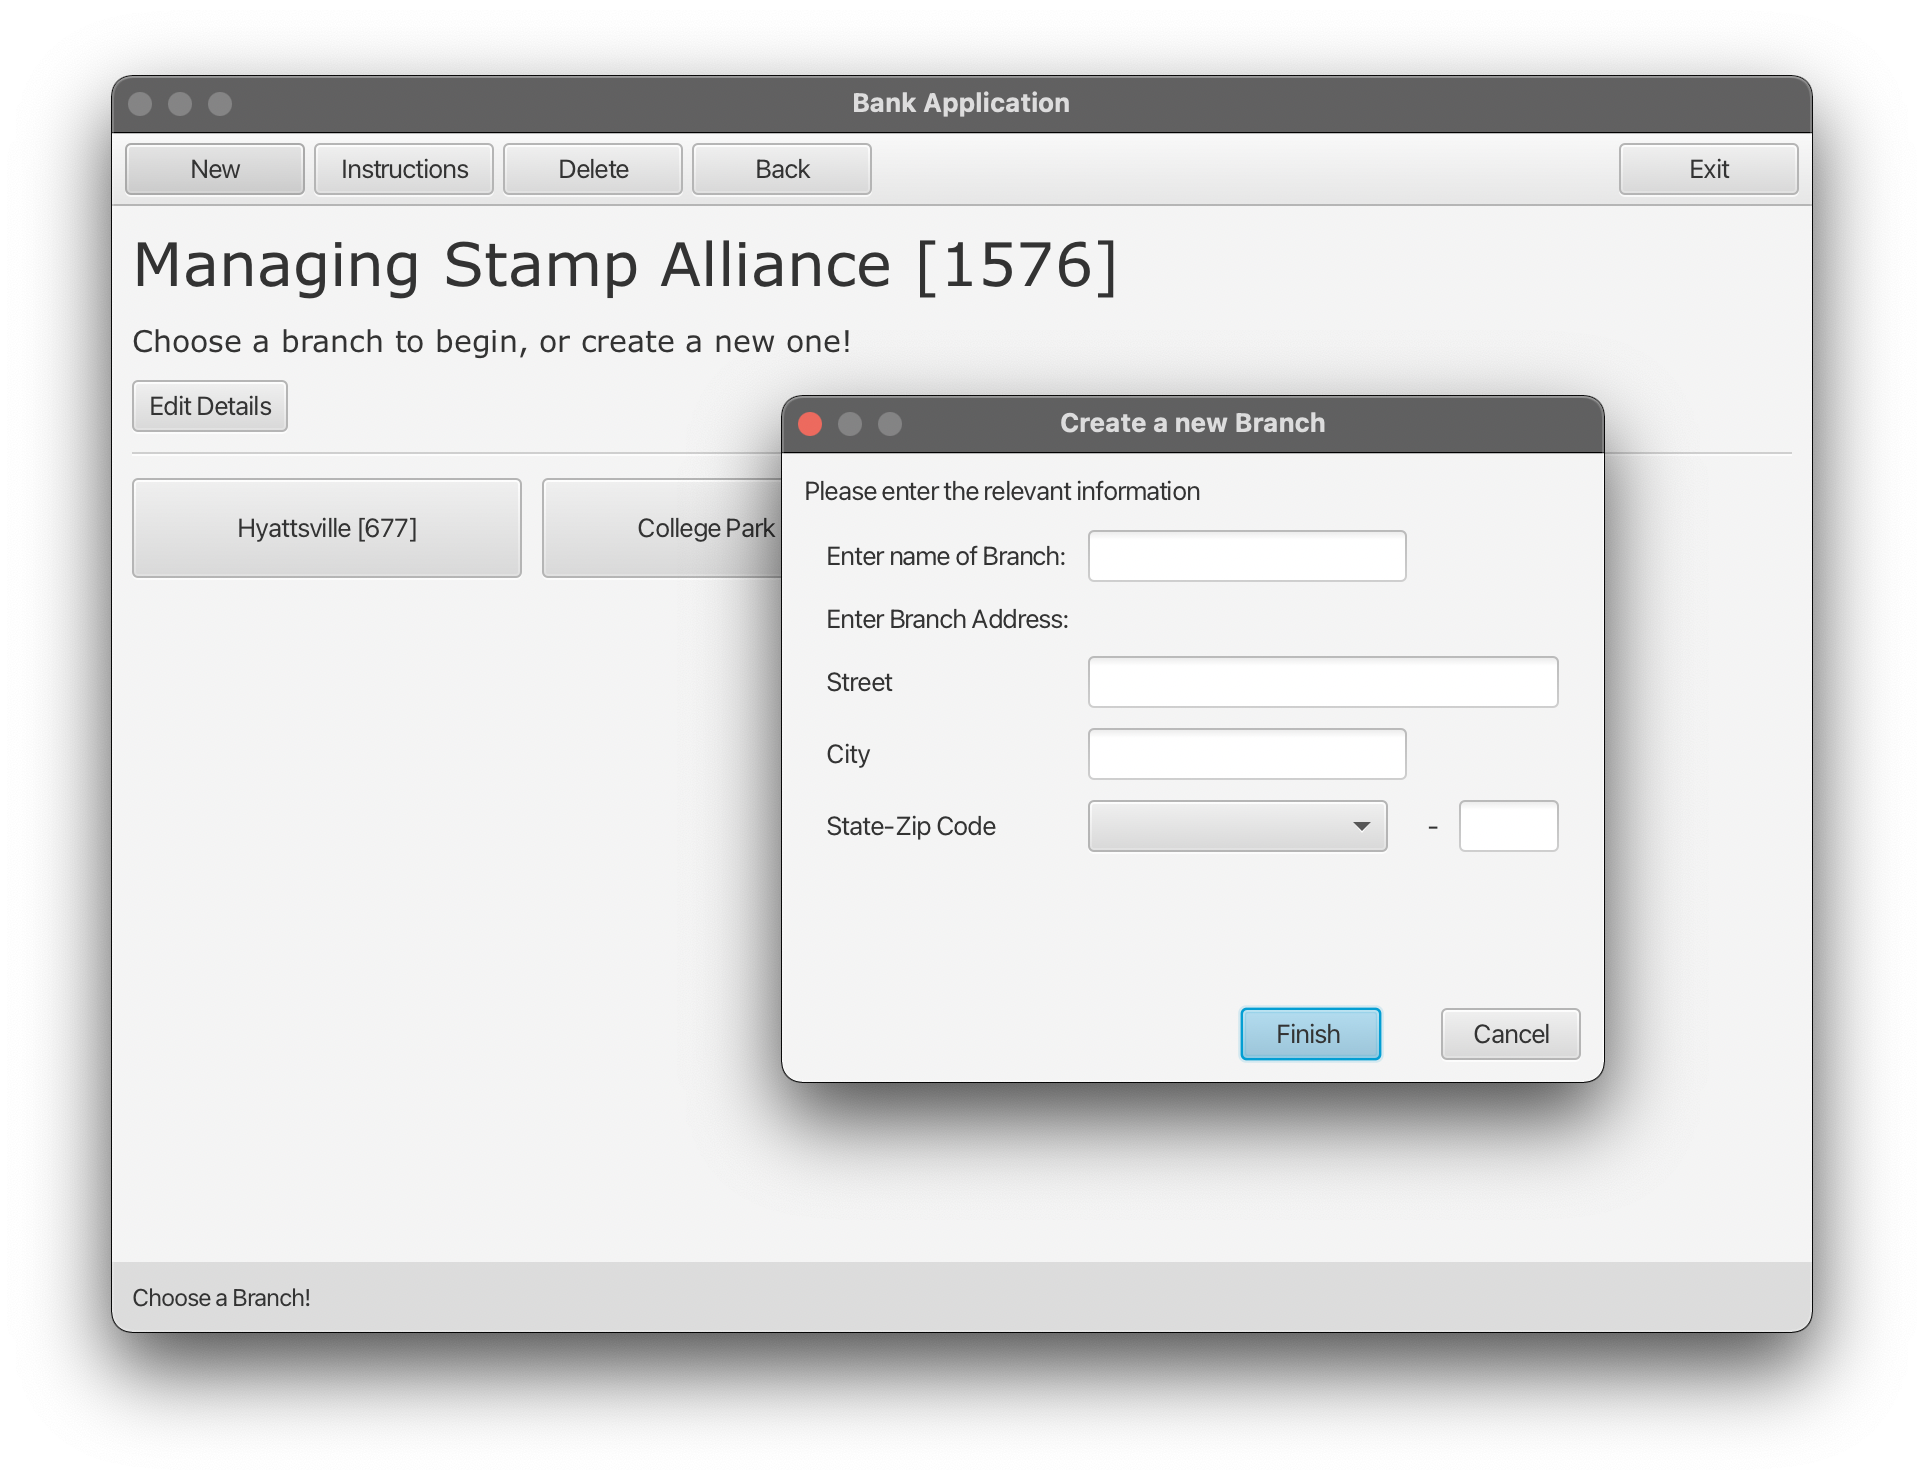 Bank Application
New Instructions Delete Back Exit
Managing Stamp Alliance [1576]
Choose a branch to begin, or create a new one!
Edit Details
Hyattsville [677] College Park
Create a new Branch
Please enter the relevant information
Enter name of Branch:
Enter Branch Address:
Street
City
State-Zip Code -
Finish Cancel
Choose a Branch!